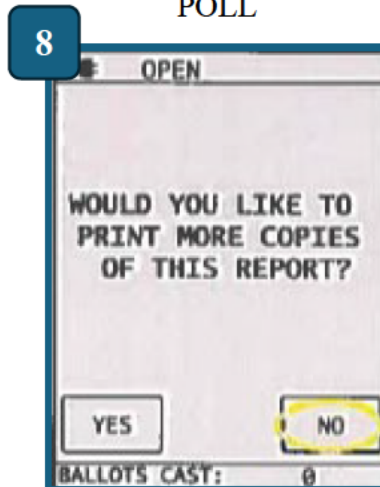 POLL
8
OPEN
WOULD YOU LIKE TO
PRINT MORE COPIES
OF THIS REPORT?
YES
NO
BALLOTS CAST: 0